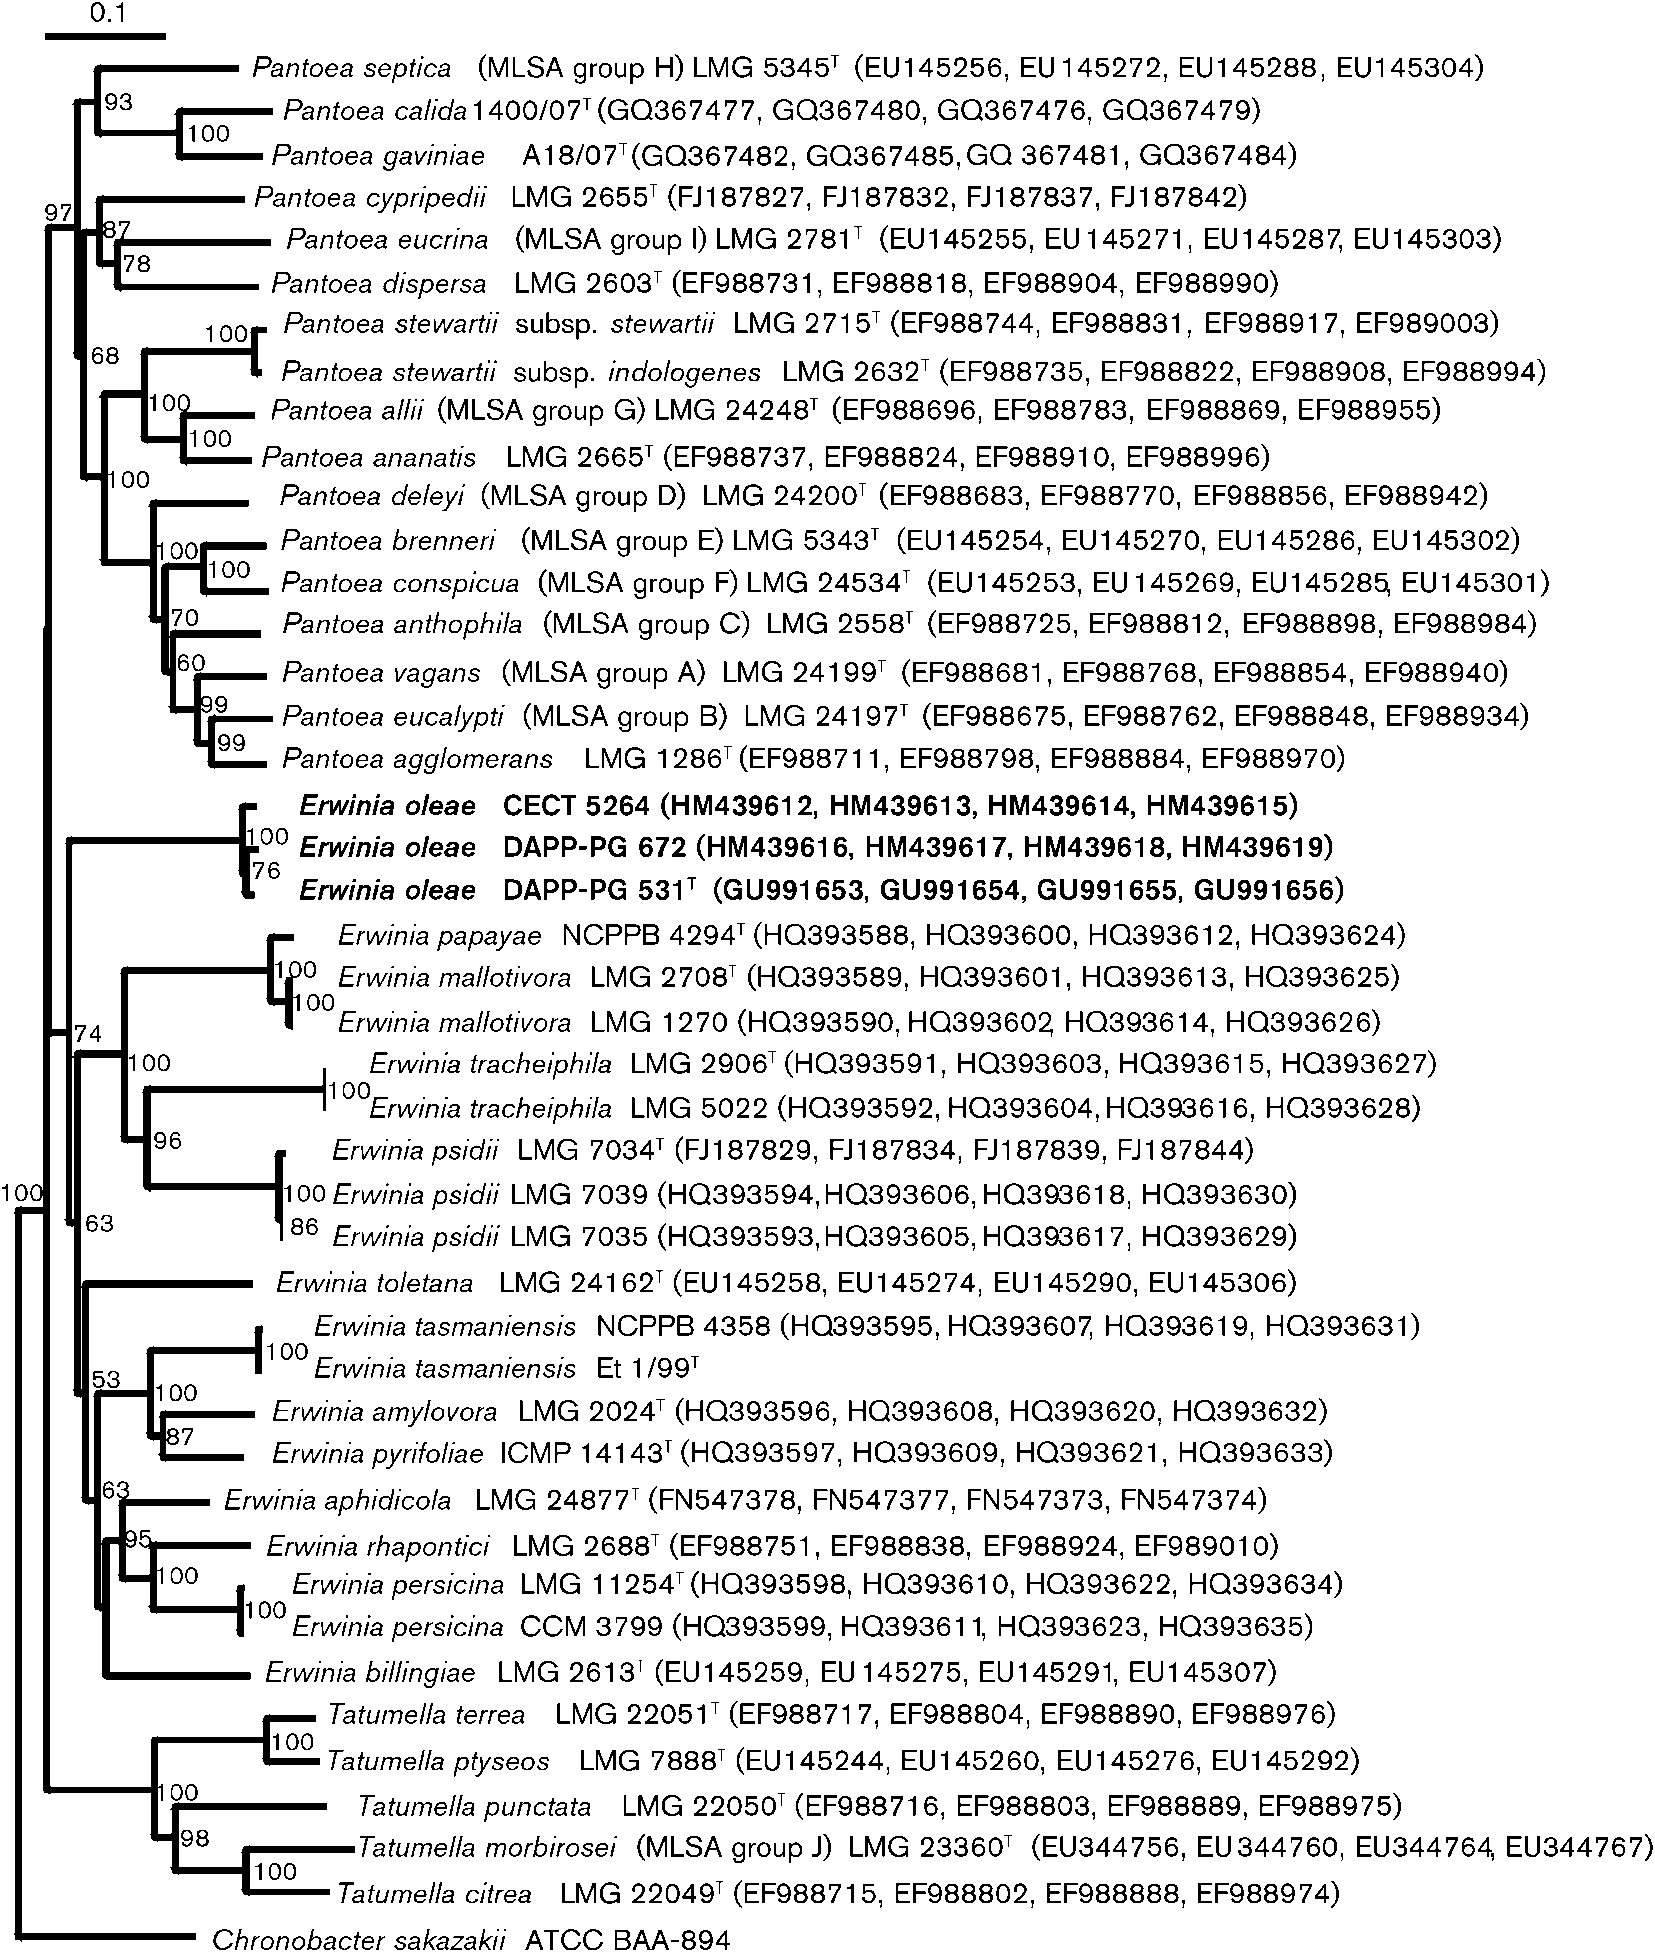 0.1
Pantoea septica (MLSA group H) LMG 5345T (EU145256, EU145272, EU145288, EU145304)
93
Pantoea calida 1400/07T (GQ367477, GQ367480, GQ367476, GQ367479)
100
Pantoea gaviniae A18/07T (GQ367482, GQ367485, GQ 367481, GQ367484)
Pantoea cypripedii LMG 2655T (FJ187827, FJ187832, FJ187837, FJ187842)
97
87
Pantoea eucrina (MLSA group I) LMG 2781T (EU145255, EU145271, EU145287, EU145303)
78
Pantoea dispersa LMG 2603T (EF988731, EF988818, EF988904, EF988990)
Pantoea stewartii subsp. stewartii LMG 2715T (EF988744, EF988831, EF988917, EF989003)
100
68
Pantoea stewartii subsp. indologenes LMG 2632T (EF988735, EF988822, EF988908, EF988994)
100
Pantoea allii (MLSA group G) LMG 24248T (EF988696, EF988783, EF988869, EF988955)
100
Pantoea ananatis LMG 2665T (EF988737, EF988824, EF988910, EF988996)
100
Pantoea deleyi (MLSA group D) LMG 24200T (EF988683, EF988770, EF988856, EF988942)
Pantoea brenneri (MLSA group E) LMG 5343T (EU145254, EU145270, EU145286, EU145302)
100
100
Pantoea conspicua (MLSA group F) LMG 24534T (EU145253, EU145269, EU145285, EU145301)
70
Pantoea anthophila (MLSA group C) LMG 2558T (EF988725, EF988812, EF988898, EF988984)
60
Pantoea vagans (MLSA group A) LMG 24199T (EF988681, EF988768, EF988854, EF988940)
99
Pantoea eucalypti (MLSA group B) LMG 24197T (EF988675, EF988762, EF988848, EF988934)
99
Pantoea agglomerans LMG 1286T (EF988711, EF988798, EF988884, EF988970)
Erwinia oleae CECT 5264 (HM439612, HM439613, HM439614, HM439615)
100
Erwinia oleae DAPP-PG 672 (HM439616, HM439617, HM439618, HM439619)
76
Erwinia oleae DAPP-PG 531T (GU991653, GU991654, GU991655, GU991656)
Erwinia papayae NCPPB 4294T (HQ393588, HQ393600, HQ393612, HQ393624)
100
Erwinia mallotivora LMG 2708T (HQ393589, HQ393601, HQ393613, HQ393625)
100
Erwinia mallotivora LMG 1270 (HQ393590, HQ393602, HQ393614, HQ393626)
74
100
Erwinia tracheiphila LMG 2906T (HQ393591, HQ393603, HQ393615, HQ393627)
100
Erwinia tracheiphila LMG 5022 (HQ393592, HQ393604, HQ393616, HQ393628)
96
Erwinia psidii LMG 7034T (FJ187829, FJ187834, FJ187839, FJ187844)
100
100
Erwinia psidii LMG 7039 (HQ393594, HQ393606, HQ393618, HQ393630)
63
86
Erwinia psidii LMG 7035 (HQ393593, HQ393605, HQ393617, HQ393629)
Erwinia toletana LMG 24162T (EU145258, EU145274, EU145290, EU145306)
Erwinia tasmaniensis NCPPB 4358 (HQ393595, HQ393607, HQ393619, HQ393631)
100
Erwinia tasmaniensis Et 1/99T
53
100
Erwinia amylovora LMG 2024T (HQ393596, HQ393608, HQ393620, HQ393632)
87
Erwinia pyrifoliae ICMP 14143T (HQ393597, HQ393609, HQ393621, HQ393633)
63
Erwinia aphidicola LMG 24877T (FN547378, FN547377, FN547373, FN547374)
95
Erwinia rhapontici LMG 2688T (EF988751, EF988838, EF988924, EF989010)
100
Erwinia persicina LMG 11254T (HQ393598, HQ393610, HQ393622, HQ393634)
100
Erwinia persicina CCM 3799 (HQ393599, HQ393611, HQ393623, HQ393635)
Erwinia billingiae LMG 2613T (EU145259, EU145275, EU145291, EU145307)
Tatumella terrea LMG 22051T (EF988717, EF988804, EF988890, EF988976)
100
Tatumella ptyseos LMG 7888T (EU145244, EU145260, EU145276, EU145292)
100
Tatumella punctata LMG 22050T (EF988716, EF988803, EF988889, EF988975)
98
Tatumella morbirosei (MLSA group J) LMG 23360T (EU344756, EU344760, EU344764, EU344767)
100
Tatumella citrea LMG 22049T (EF988715, EF988802, EF988888, EF988974)
Chronobacter sakazakii ATCC BAA-894